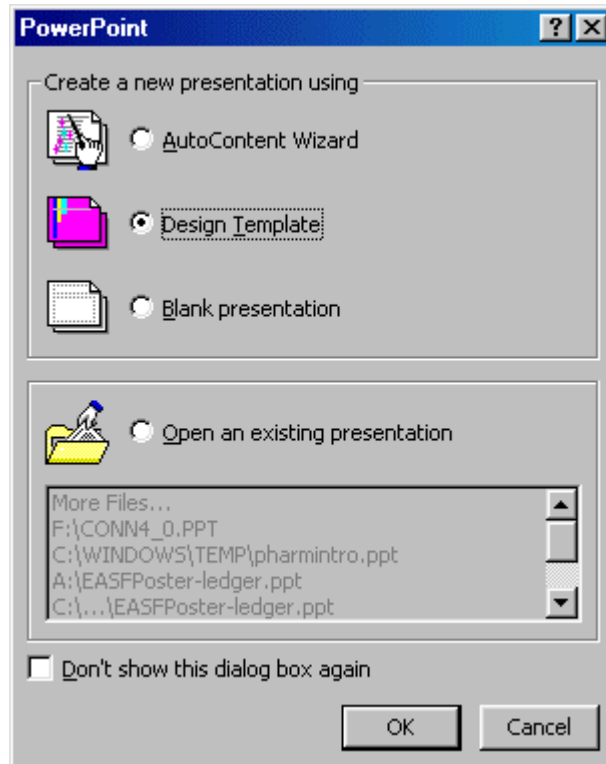 PowerPoint
Create a new presentation using
AutoContent Wizard
Design Template
Blank presentation
Open an existing presentation
More Files...
F:\CONN4_0.PPT
C:\WINDOWS\TEMP\pharmintro.ppt
A:\EASFPoster-ledger.ppt
C:\...\EASFPoster-ledger.ppt
Don't show this dialog box again
OK Cancel